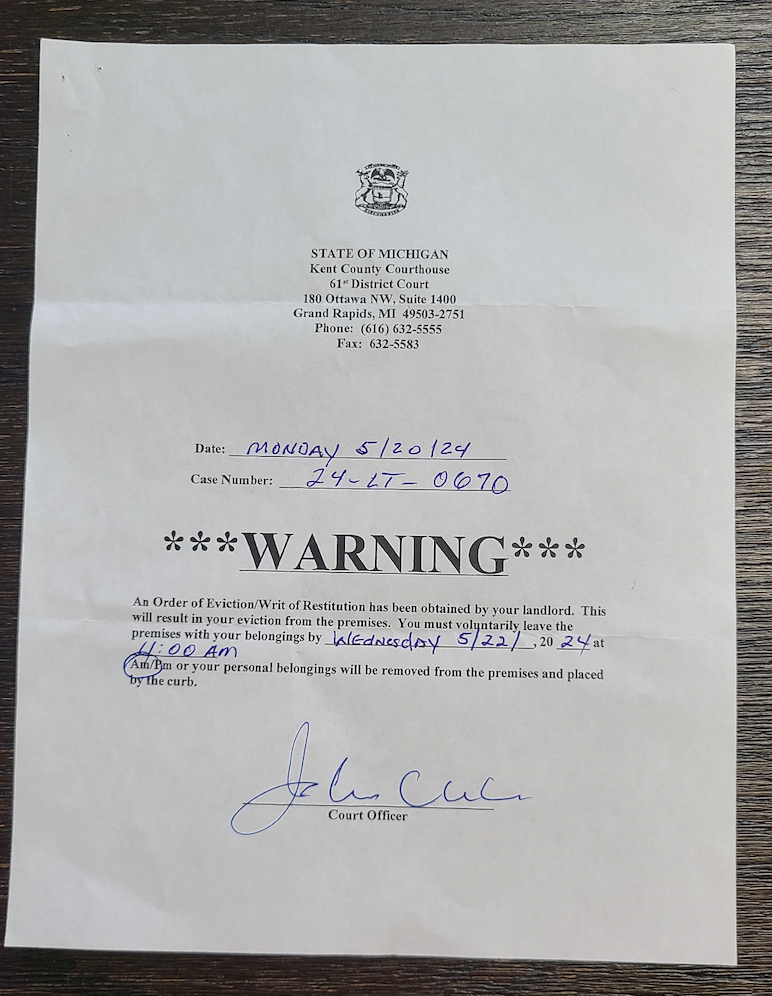 STATE OF MICHIGAN
Kent County Courthouse
61st District Court
180 Ottawa NW, Suite 1400
Grand Rapids, MI 49503-2751
Phone: (616) 632-5555
Fax: 632-5583
Date: MONDAY 5/20/24
Case Number: 24-LT-0670
***WARNING***
An Order of Eviction/Writ of Restitution has been obtained by your landlord. This
will result in your eviction from the premises. You must voluntarily leave the
premises with your belongings by WEDNESDAY 5/22/, 20 24 at
11:00 AM
Am/Pm or your personal belongings will be removed from the premises and placed
by the curb.
Court Officer